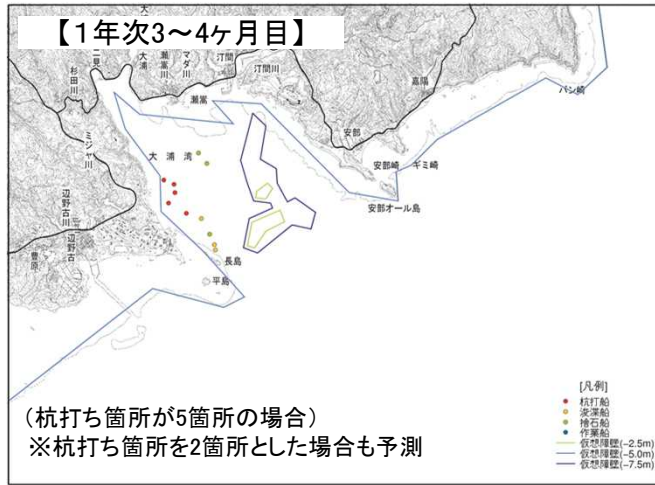 【1年次3～4ヶ月目】
杉田川
二見
大浦
瀬嵩川
マダ川
汀間
汀間川
瀬嵩
嘉陽
バン崎
ミジャ川
大浦湾
安部
安部崎
ギミ崎
安部オール島
辺野古川
辺野古
豊原
長島
平島
（杭打ち箇所が5箇所の場合）
※杭打ち箇所を2箇所とした場合も予測
[凡例]
杭打船
浚渫船
捨石船
作業船
仮想障壁(-2.5m)
仮想障壁(-5.0m)
仮想障壁(-7.5m)